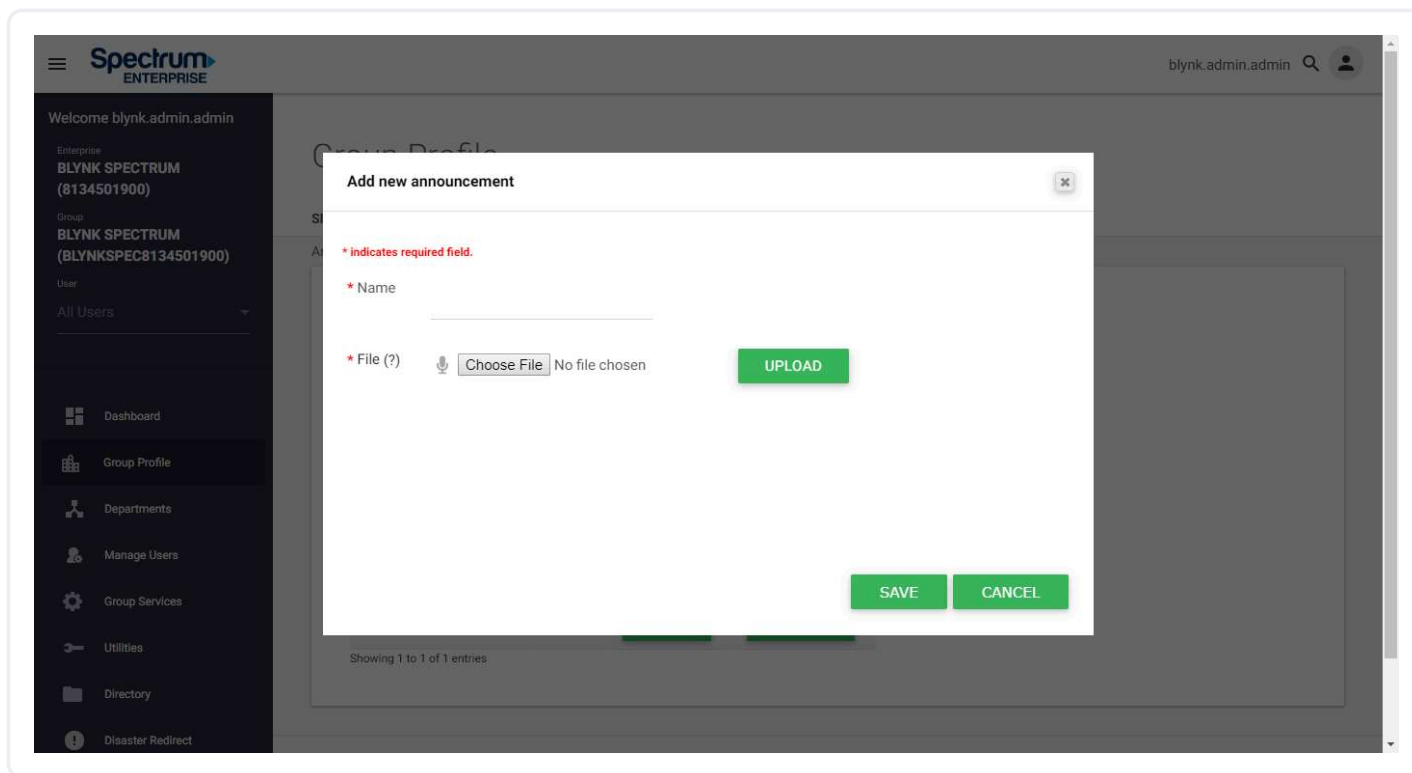 Spectrum
ENTERPRISE
blynk.admin.admin
Welcome blynk.admin.admin
Enterprise
BLYNK SPECTRUM
(8134501900)
Group
BLYNK SPECTRUM
(BLYNKSPEC8134501900)
User
All Users
Dashboard
Group Profile
Departments
Manage Users
Group Services
Utilities
Directory
Disaster Redirect
Group Profile
Add new announcement
* indicates required field.
* Name
* File (?) Choose File No file chosen UPLOAD
SAVE CANCEL
Showing 1 to 1 of 1 entries